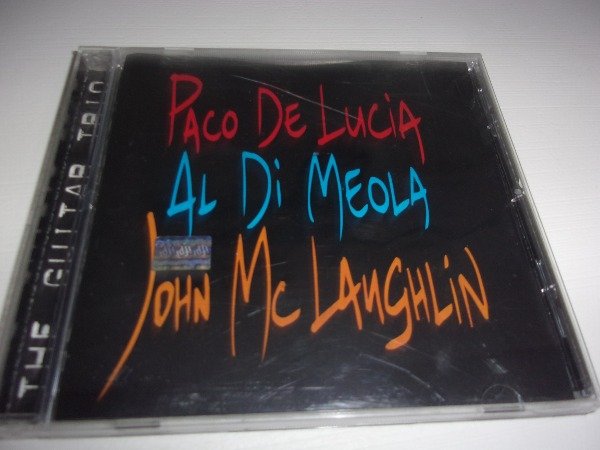 PACO DE LUCIA
AL Di MEOLA
JOHN MC LAUGHLiN
THE GUITAR TRIO